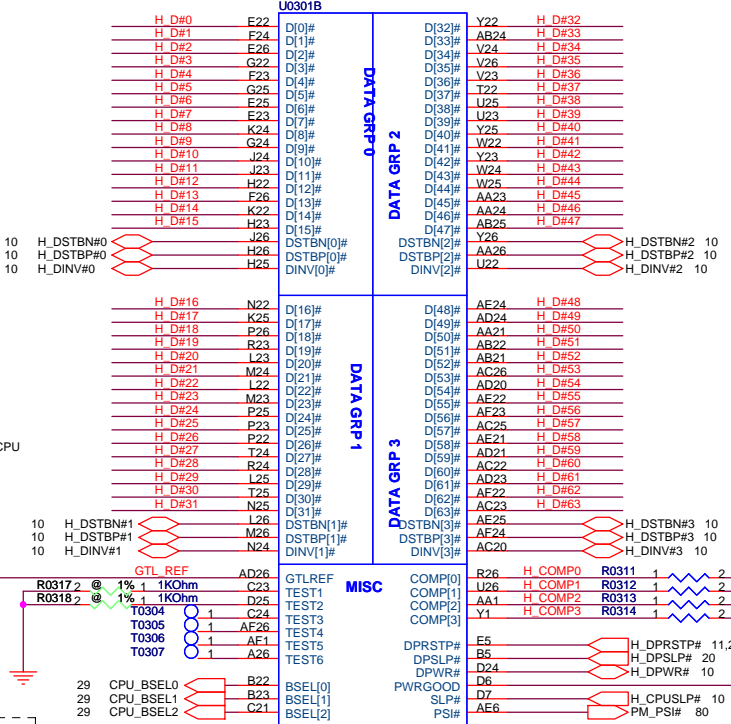 U0301B
H_D#0 E22 D[0]# D[32]# Y22 H_D#32
H_D#1 F24 D[1]# D[33]# AB24 H_D#33
H_D#2 E26 D[2]# D[34]# V24 H_D#34
H_D#3 G22 D[3]# D[35]# V26 H_D#35
H_D#4 F23 D[4]# D[36]# V23 H_D#36
H_D#5 G25 D[5]# D[37]# T22 H_D#37
H_D#6 E25 D[6]# D[38]# U25 H_D#38
H_D#7 E23 D[7]# D[39]# U23 H_D#39
H_D#8 K24 D[8]# D[40]# Y25 H_D#40
H_D#9 G24 D[9]# D[41]# W22 H_D#41
H_D#10 J24 D[10]# D[42]# Y23 H_D#42
H_D#11 J23 D[11]# D[43]# W24 H_D#43
H_D#12 H22 D[12]# D[44]# W25 H_D#44
H_D#13 F26 D[13]# D[45]# AA23 H_D#45
H_D#14 K22 D[14]# D[46]# AA24 H_D#46
H_D#15 H23 D[15]# D[47]# AB25 H_D#47
10 H_DSTBN#0 J26 DSTBN[0]# DSTBN[2]# Y26 H_DSTBN#2 10
10 H_DSTBP#0 H26 DSTBP[0]# DSTBP[2]# AA26 H_DSTBP#2 10
10 H_DINV#0 H25 DINV[0]# DINV[2]# U22 H_DINV#2 10
DATA GRP 0
DATA GRP 2
H_D#16 N22 D[16]# D[48]# AE24 H_D#48
H_D#17 K25 D[17]# D[49]# AD24 H_D#49
H_D#18 P26 D[18]# D[50]# AA21 H_D#50
H_D#19 R23 D[19]# D[51]# AB22 H_D#51
H_D#20 L23 D[20]# D[52]# AB21 H_D#52
H_D#21 M24 D[21]# D[53]# AC26 H_D#53
H_D#22 L22 D[22]# D[54]# AD20 H_D#54
H_D#23 M23 D[23]# D[55]# AE22 H_D#55
H_D#24 P25 D[24]# D[56]# AF23 H_D#56
H_D#25 P23 D[25]# D[57]# AC25 H_D#57
H_D#26 P22 D[26]# D[58]# AE21 H_D#58
H_D#27 T24 D[27]# D[59]# AD21 H_D#59
H_D#28 R24 D[28]# D[60]# AC22 H_D#60
H_D#29 L25 D[29]# D[61]# AD23 H_D#61
H_D#30 T25 D[30]# D[62]# AF22 H_D#62
H_D#31 N25 D[31]# D[63]# AC23 H_D#63
10 H_DSTBN#1 L26 DSTBN[1]# DSTBN[3]# AE25 H_DSTBN#3 10
10 H_DSTBP#1 M26 DSTBP[1]# DSTBP[3]# AF24 H_DSTBP#3 10
10 H_DINV#1 N24 DINV[1]# DINV[3]# AC20 H_DINV#3 10
DATA GRP 1
DATA GRP 3
CPU
MISC
GTL_REF AD26 GTLREF COMP[0] R26 H_COMP0 R0311 1 2
R0317 2 @ 1% 1 1KOhm C23 TEST1 COMP[1] U26 H_COMP1 R0312 1 2
R0318 2 @ 1% 1 1KOhm D25 TEST2 COMP[2] AA1 H_COMP2 R0313 1 2
T0304 1 C24 TEST3 COMP[3] Y1 H_COMP3 R0314 1 2
T0305 1 AF26 TEST4
T0306 1 AF1 TEST5 DPRSTP# E5 H_DPRSTP# 11,2
T0307 1 A26 TEST6 DPSLP# B5 H_DPSLP# 20
DPWR# D24 H_DPWR# 10
29 CPU_BSEL0 B22 BSEL[0] PWRGOOD D6
29 CPU_BSEL1 B23 BSEL[1] SLP# D7 H_CPUSLP# 10
29 CPU_BSEL2 C21 BSEL[2] PSI# AE6 PM_PSI# 80